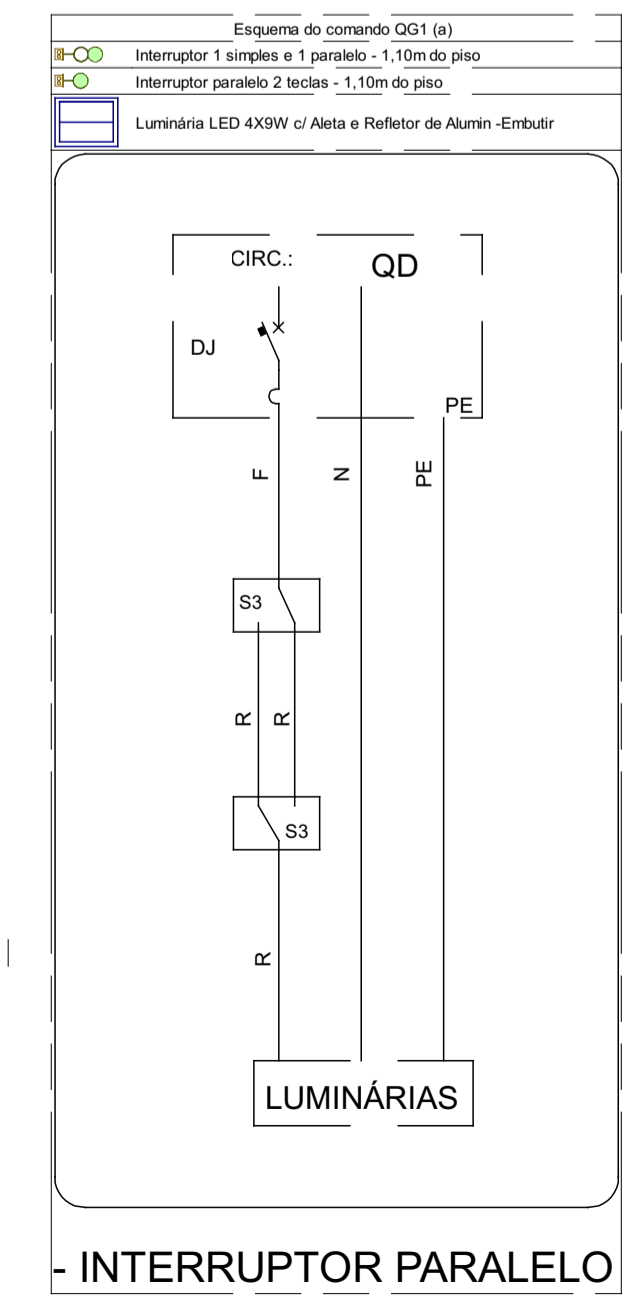 Esquema do comando QG1 (a)
Interruptor 1 simples e 1 paralelo - 1,10m do piso
Interruptor paralelo 2 teclas - 1,10m do piso
Luminária LED 4X9W c/ Aleta e Refletor de Alumin -Embutir
CIRC.:
QD
DJ
PE
F
N
PE
S3
R
R
S3
R
LUMINÁRIAS
- INTERRUPTOR PARALELO